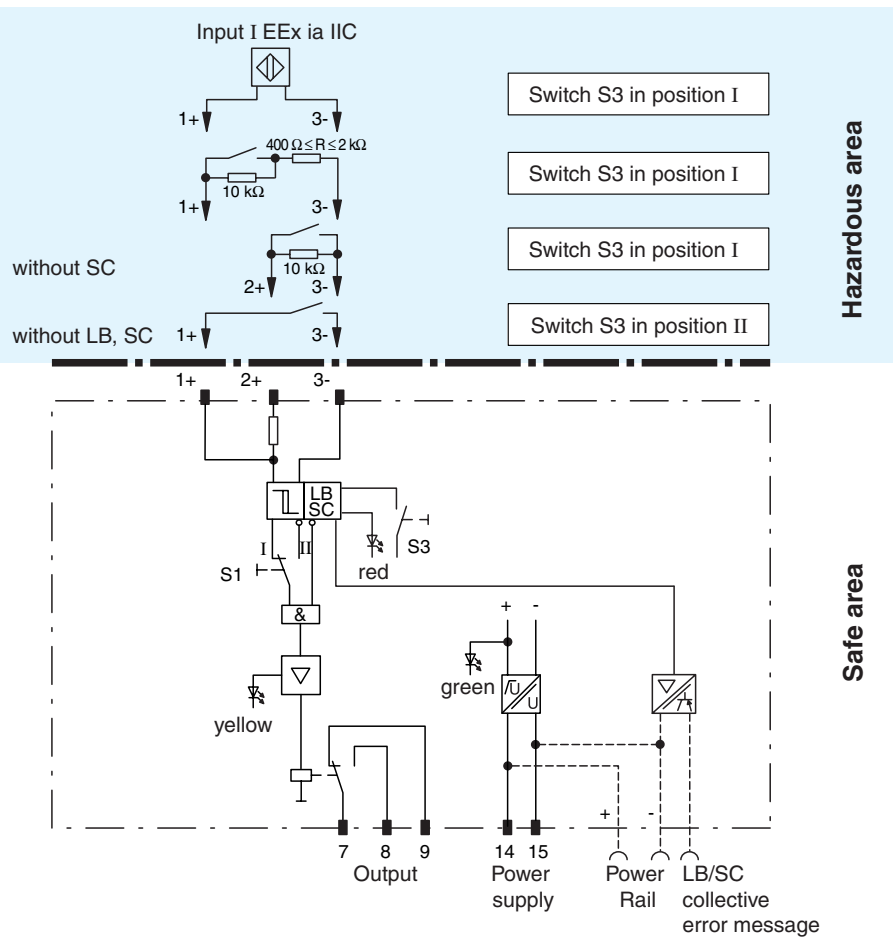 Input I EEx ia IIC
1+ 3-
Switch S3 in position I
400 Ω ≤ R ≤ 2 kΩ
10 kΩ
1+ 3-
Switch S3 in position I
without SC
10 kΩ
2+ 3-
Switch S3 in position I
without LB, SC
1+ 3-
Switch S3 in position II
Hazardous area
1+ 2+ 3-
LB
SC
I II
S1
red
S3
&
+ -
green
U
U
yellow
Safe area
+ -
7 8 9
Output
14 15
Power
supply
Power
Rail
LB/SC
collective
error message